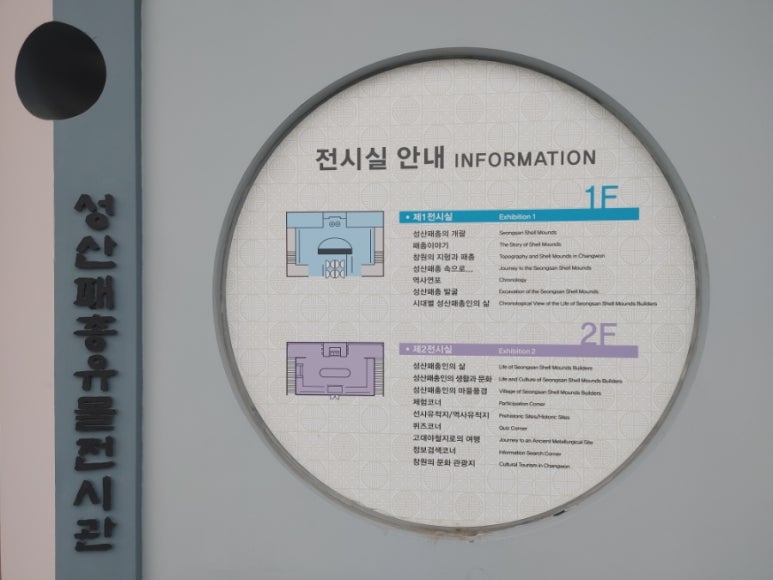 성산패총유물전시관
전시실 안내 INFORMATION
1F
• 제1전시실 Exhibition 1
성산패총의 개괄 Seongsan Shell Mounds
패총이야기 The Story of Shell Mounds
창원의 지형과 패총 Topography and Shell Mounds in Changwon
성산패총 속으로... Journey to the Seongsan Shell Mounds
역사연표 Chronology
성산패총 발굴 Excavation of the Seongsan Shell Mounds
시대별 성산패총인의 삶 Chronological View of the Life of Seongsan Shell Mounds Builders
2F
• 제2전시실 Exhibition 2
성산패총인의 삶 Life of Seongsan Shell Mounds Builders
성산패총인의 생활과 문화 Life and Culture of Seongsan Shell Mounds Builders
성산패총인의 마을풍경 Village of Seongsan Shell Mounds Builders
체험코너 Participation Corner
선사유적지/역사유적지 Prehistoric Sites/Historic Sites
퀴즈코너 Quiz Corner
고대야철지로의 여행 Journey to an Ancient Metallurgical Site
정보검색코너 Information Search Corner
창원의 문화 관광지 Cultural Tourism in Changwon